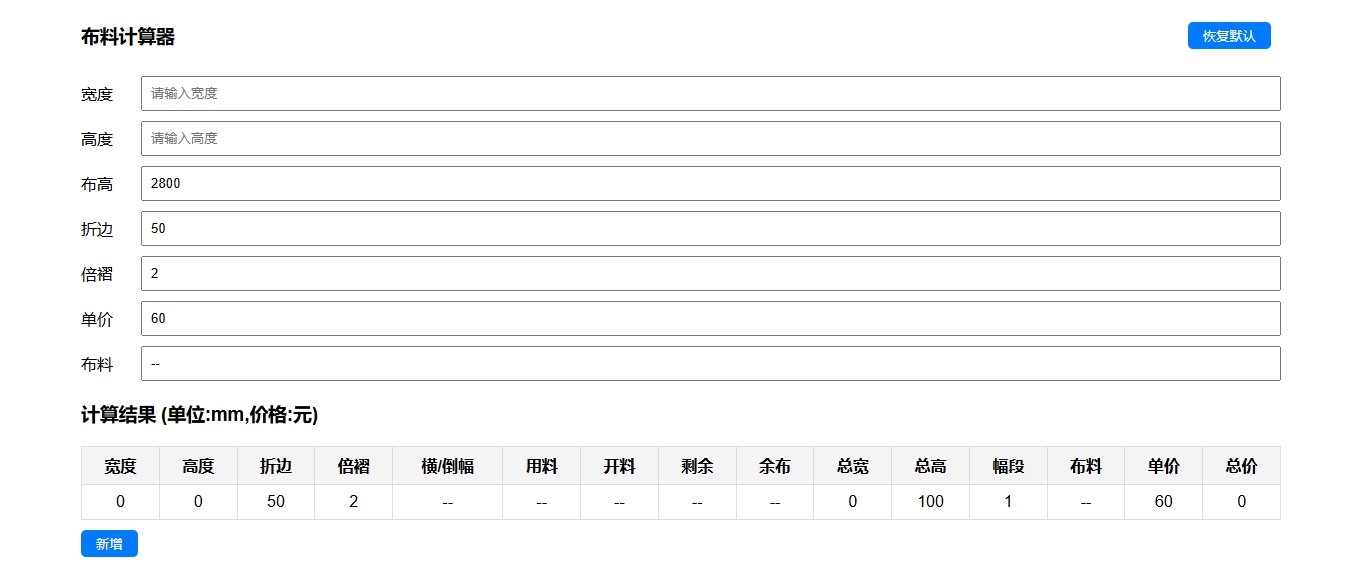 布料计算器 恢复默认
宽度 请输入宽度
高度 请输入高度
布高 2800
折边 50
倍褶 2
单价 60
布料 --
计算结果 (单位:mm,价格:元)
宽度 高度 折边 倍褶 横/倒幅 用料 开料 剩余 余布 总宽 总高 幅段 布料 单价 总价
0 0 50 2 -- -- -- -- -- 0 100 1 -- 60 0
新增